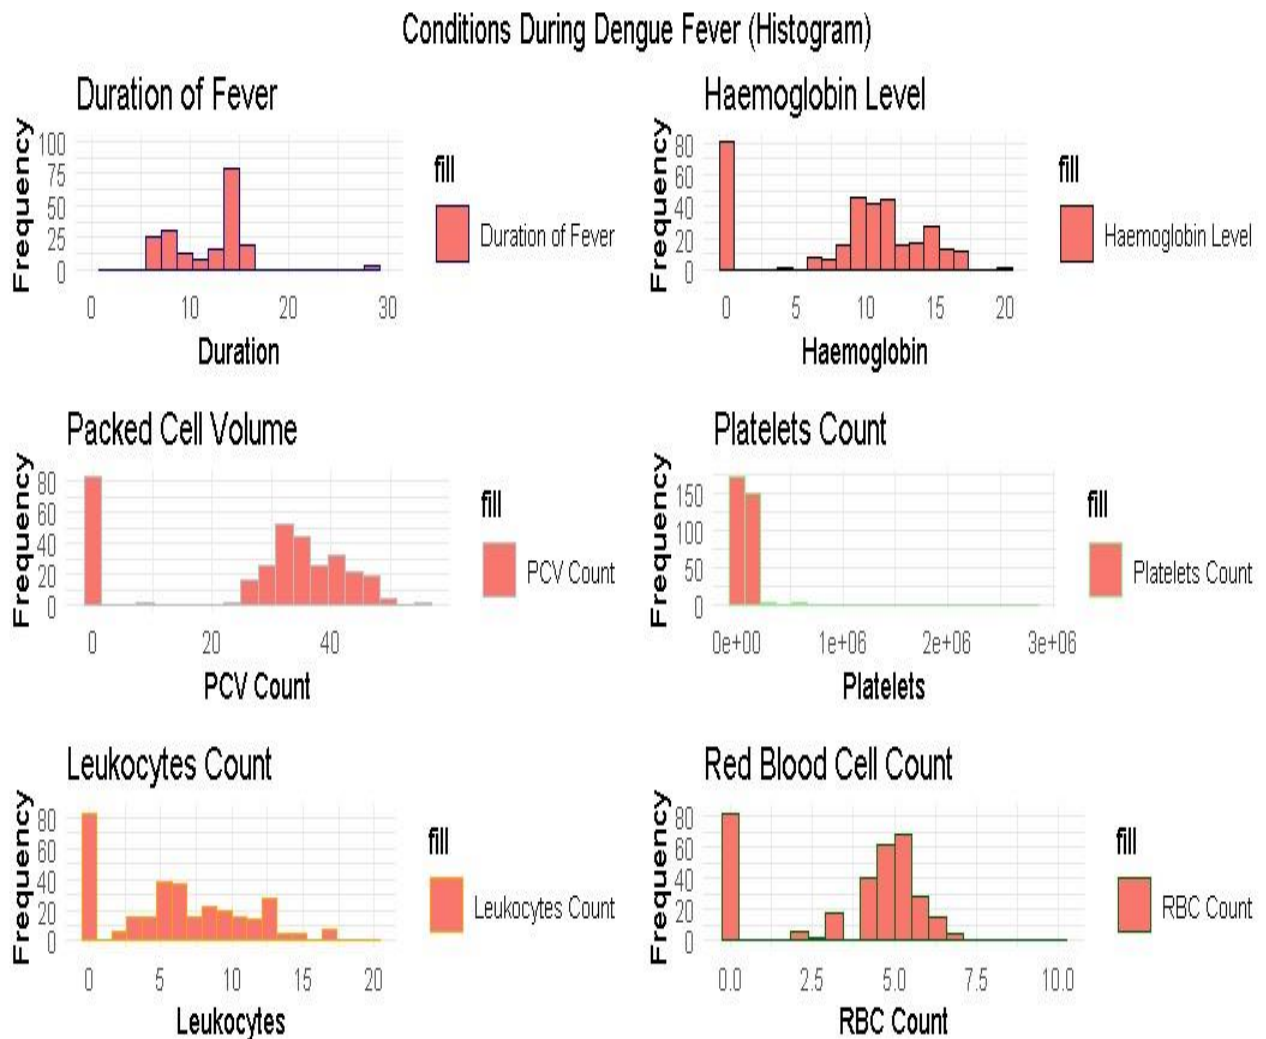 Conditions During Dengue Fever (Histogram)
Duration of Fever
Frequency
100
75
50
25
0
0 10 20 30
Duration
fill
Duration of Fever
Haemoglobin Level
Frequency
80
60
40
20
0
0 5 10 15 20
Haemoglobin
fill
Haemoglobin Level
Packed Cell Volume
Frequency
80
60
40
20
0
0 20 40
PCV Count
fill
PCV Count
Platelets Count
Frequency
150
100
50
0
0e+00 1e+06 2e+06 3e+06
Platelets
fill
Platelets Count
Leukocytes Count
Frequency
80
60
40
20
0
0 5 10 15 20
Leukocytes
fill
Leukocytes Count
Red Blood Cell Count
Frequency
80
60
40
20
0
0.0 2.5 5.0 7.5 10.0
RBC Count
fill
RBC Count